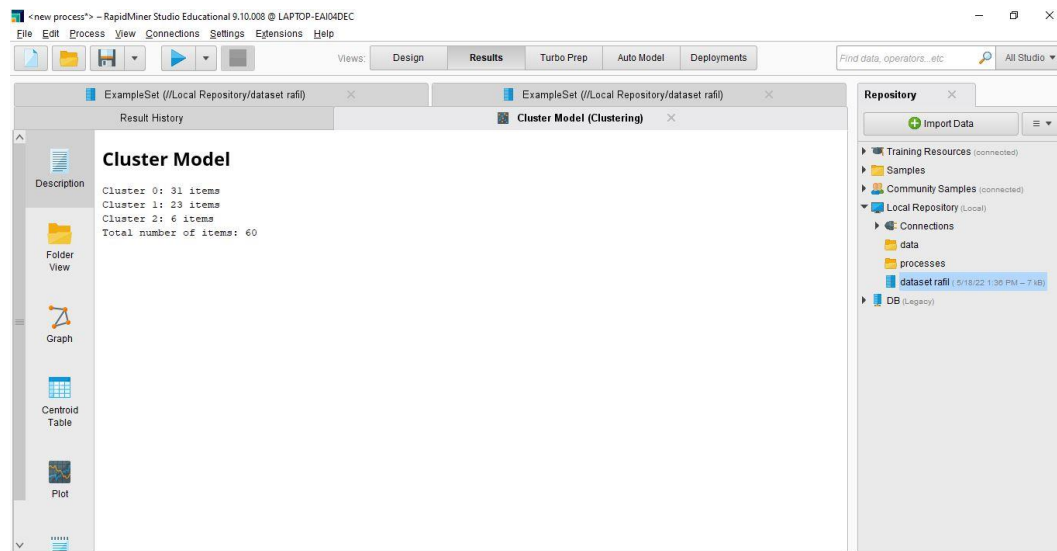 <new process*> – RapidMiner Studio Educational 9.10.008 @ LAPTOP-EAI04DEC
File Edit Process View Connections Settings Extensions Help
Views: Design Results Turbo Prep Auto Model Deployments
Find data, operators...etc
All Studio
ExampleSet (//Local Repository/dataset rafil)
ExampleSet (//Local Repository/dataset rafil)
Result History
Cluster Model (Clustering)
Description
Folder
View
Graph
Centroid
Table
Plot
Cluster Model
Cluster 0: 31 items
Cluster 1: 23 items
Cluster 2: 6 items
Total number of items: 60
Repository
Import Data
Training Resources (connected)
Samples
Community Samples (connected)
Local Repository (Local)
Connections
data
processes
dataset rafil (5/18/22 1:36 PM – 7 kB)
DB (Legacy)